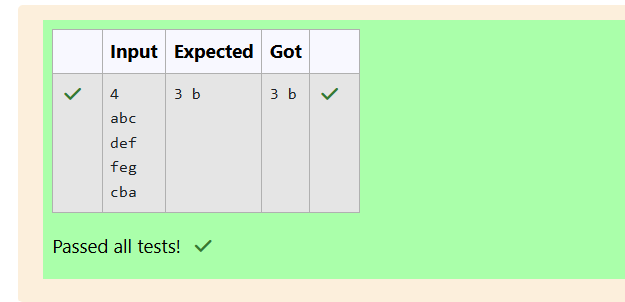 Input Expected Got
4 3 b 3 b
abc
def
feg
cba
Passed all tests!